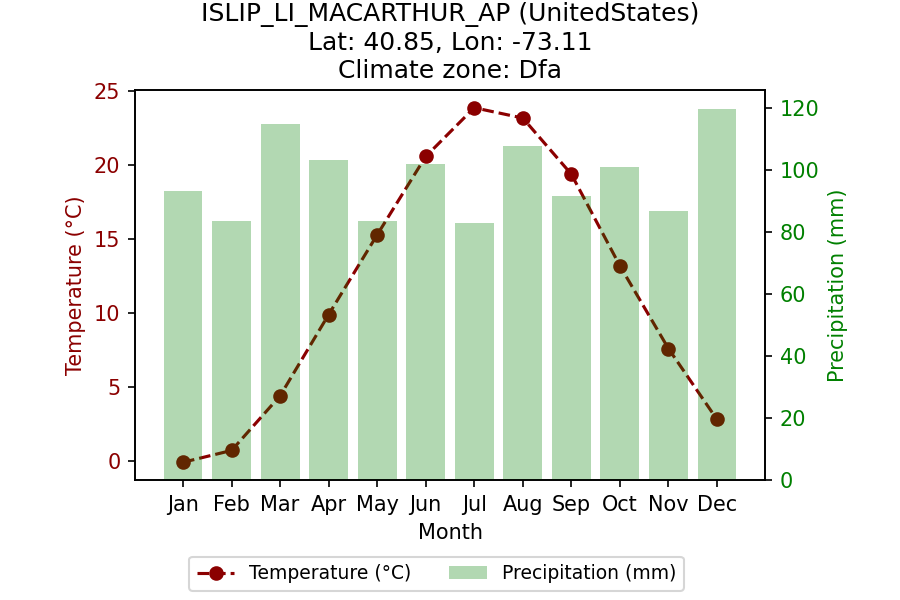 ISLIP_LI_MACARTHUR_AP (UnitedStates)
Lat: 40.85, Lon: -73.11
Climate zone: Dfa
25
20
15
10
5
0
Temperature (°C)
120
100
80
60
40
20
0
Precipitation (mm)
Jan Feb Mar Apr May Jun Jul Aug Sep Oct Nov Dec
Month
Temperature (°C) Precipitation (mm)